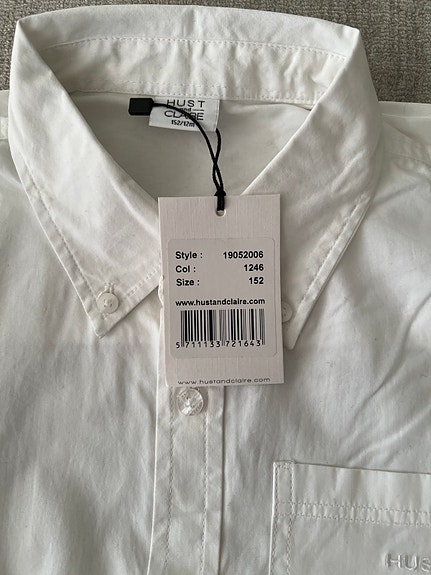 HUST
and
CLAIRE
152/12m
Style : 19052006
Col : 1246
Size : 152
www.hustandclaire.com
5 711133 721643
www.hustandclaire.com
HUS